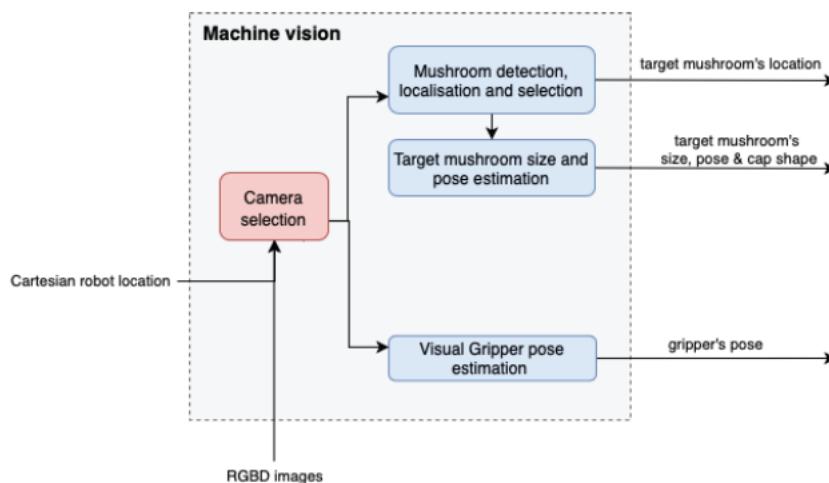 Machine vision
Mushroom detection,
localisation and selection
target mushroom's location
Target mushroom size and
pose estimation
target mushroom's
size, pose & cap shape
Camera
selection
Cartesian robot location
Visual Gripper pose
estimation
gripper's pose
RGBD images